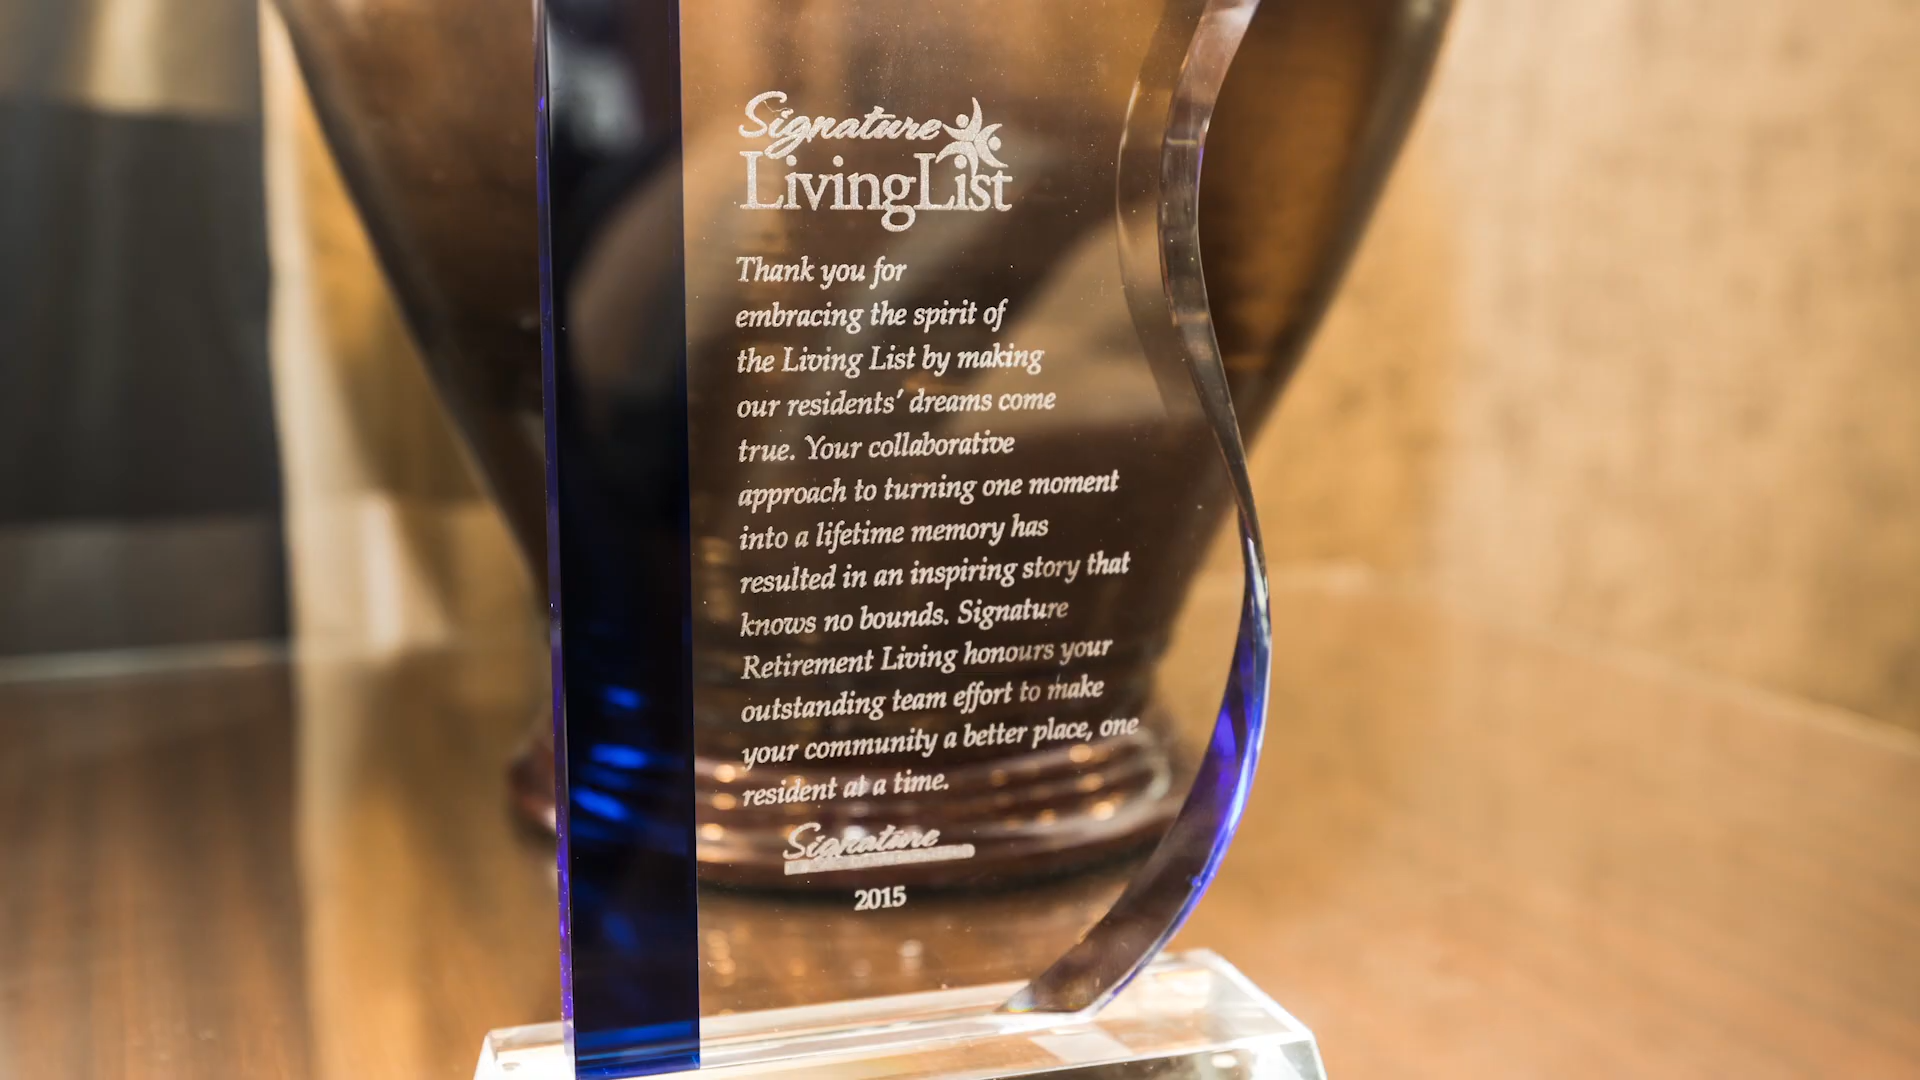 Signature
LivingList
Thank you for
embracing the spirit of
the Living List by making
our residents' dreams come
true. Your collaborative
approach to turning one moment
into a lifetime memory has
resulted in an inspiring story that
knows no bounds. Signature
Retirement Living honours your
outstanding team effort to make
your community a better place, one
resident at a time.
Signature
2015